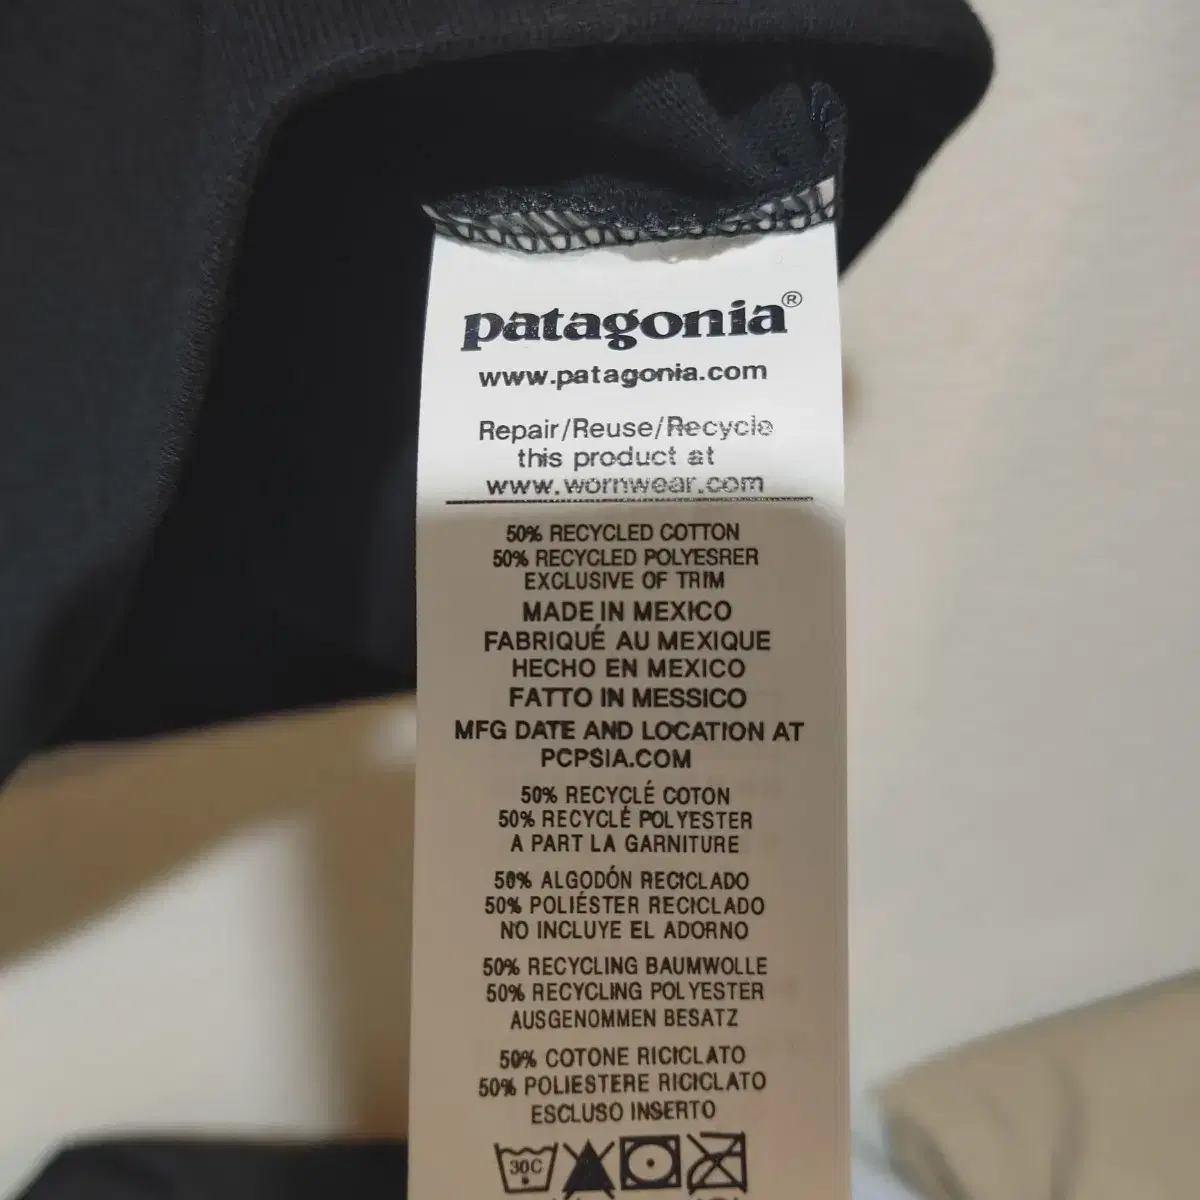 patagonia®
www.patagonia.com
Repair/Reuse/Recycle
this product at
www.wornwear.com
50% RECYCLED COTTON
50% RECYCLED POLYESRER
EXCLUSIVE OF TRIM
MADE IN MEXICO
FABRIQUÉ AU MEXIQUE
HECHO EN MEXICO
FATTO IN MESSICO
MFG DATE AND LOCATION AT
PCPSIA.COM
50% RECYCLÉ COTON
50% RECYCLÉ POLYESTER
A PART LA GARNITURE
50% ALGODÓN RECICLADO
50% POLIÉSTER RECICLADO
NO INCLUYE EL ADORNO
50% RECYCLING BAUMWOLLE
50% RECYCLING POLYESTER
AUSGENOMMEN BESATZ
50% COTONE RICICLATO
50% POLIESTERE RICICLATO
ESCLUSO INSERTO
30C